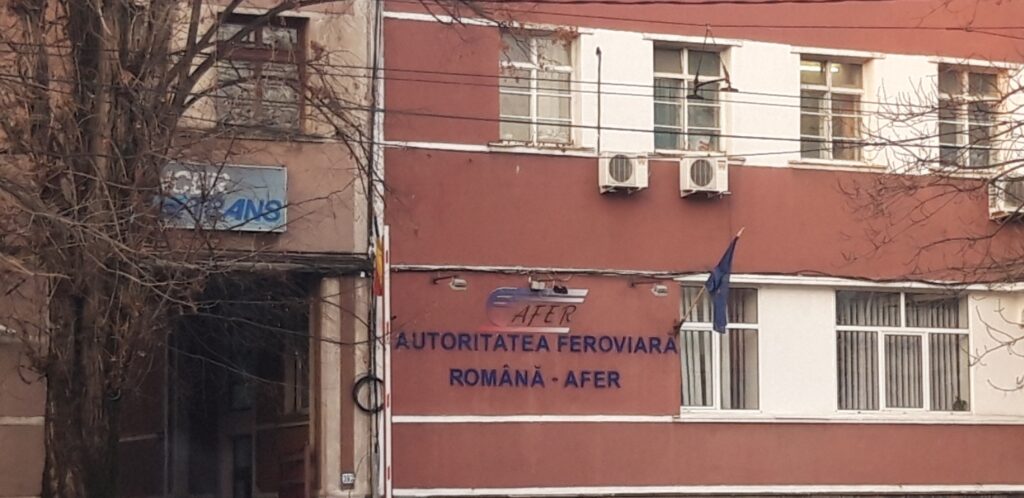 AFER
AUTORITATEA FEROVIARĂ
ROMÂNĂ - AFER